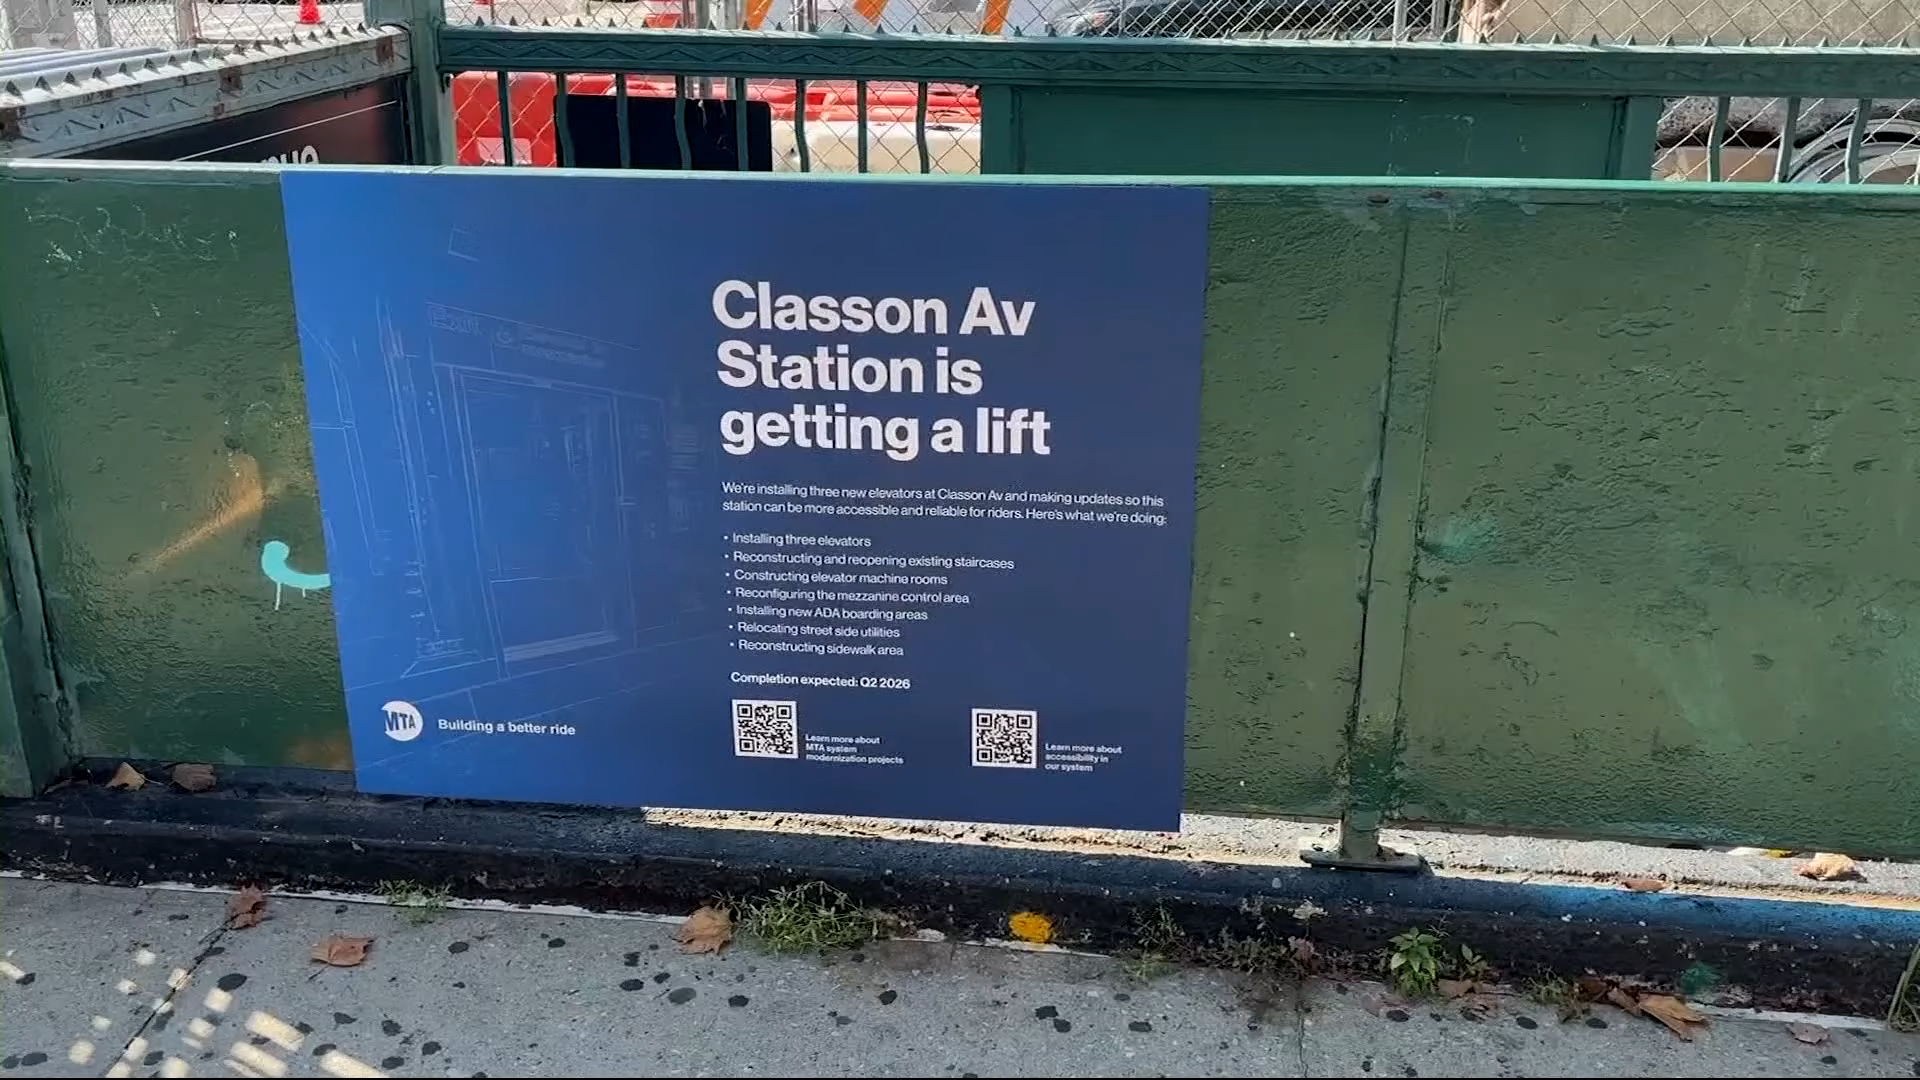 Classon Av
Station is
getting a lift
We're installing three new elevators at Classon Av and making updates so this
station can be more accessible and reliable for riders. Here's what we're doing:
• Installing three elevators
• Reconstructing and reopening existing staircases
• Constructing elevator machine rooms
• Reconfiguring the mezzanine control area
• Installing new ADA boarding areas
• Relocating street side utilities
• Reconstructing sidewalk area
Completion expected: Q2 2026
MTA
Building a better ride
Learn more about
MTA system
modernization projects
Learn more about
accessibility in
our system